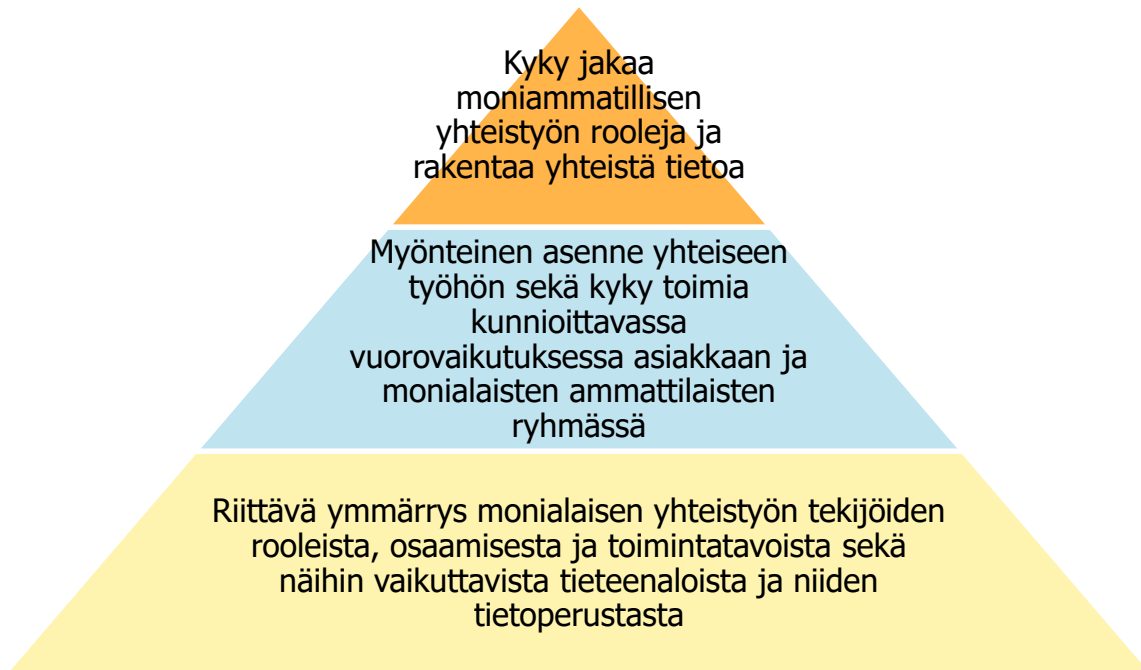 Kyky jakaa
moniammatillisen
yhteistyön rooleja ja
rakentaa yhteistä tietoa
Myönteinen asenne yhteiseen
työhön sekä kyky toimia
kunnioittavassa
vuorovaikutuksessa asiakkaan ja
monialaisten ammattilaisten
ryhmässä
Riittävä ymmärrys monialaisen yhteistyön tekijöiden
rooleista, osaamisesta ja toimintatavoista sekä
näihin vaikuttavista tieteenaloista ja niiden
tietoperustasta